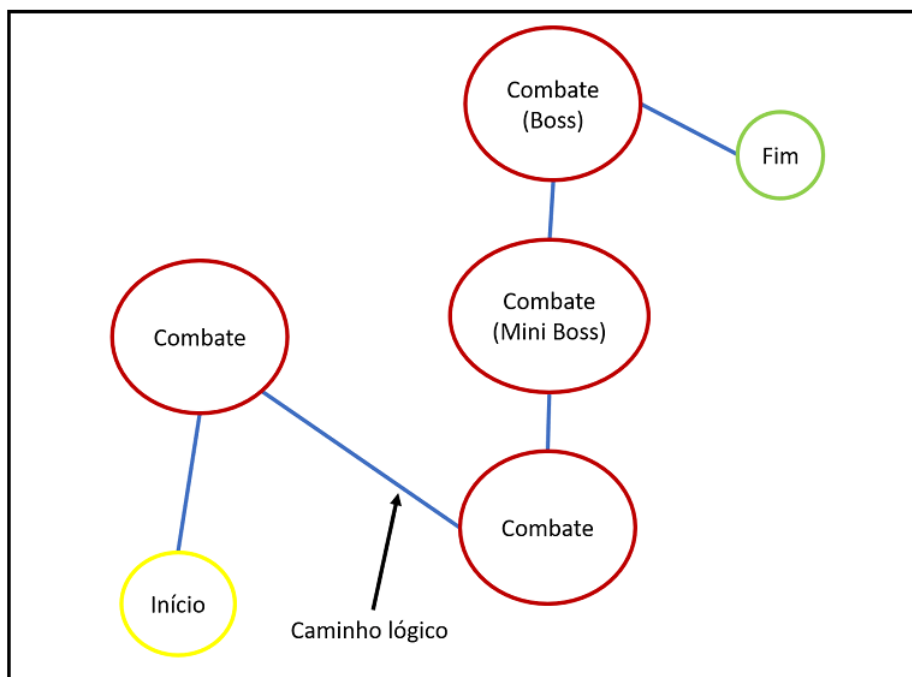 Combate
(Boss)
Fim
Combate
(Mini Boss)
Combate
Combate
Início
Caminho lógico